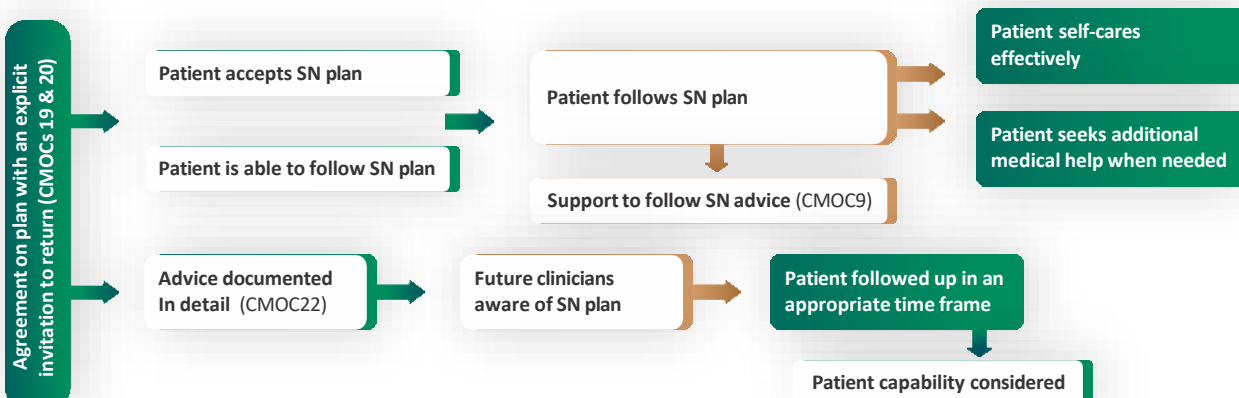 Agreement on plan with an explicit
invitation to return (CMOCs 19 & 20)
Patient accepts SN plan
Patient is able to follow SN plan
Patient follows SN plan
Support to follow SN advice (CMOC9)
Patient self-cares
effectively
Patient seeks additional
medical help when needed
Advice documented
In detail (CMOC22)
Future clinicians
aware of SN plan
Patient followed up in an
appropriate time frame
Patient capability considered